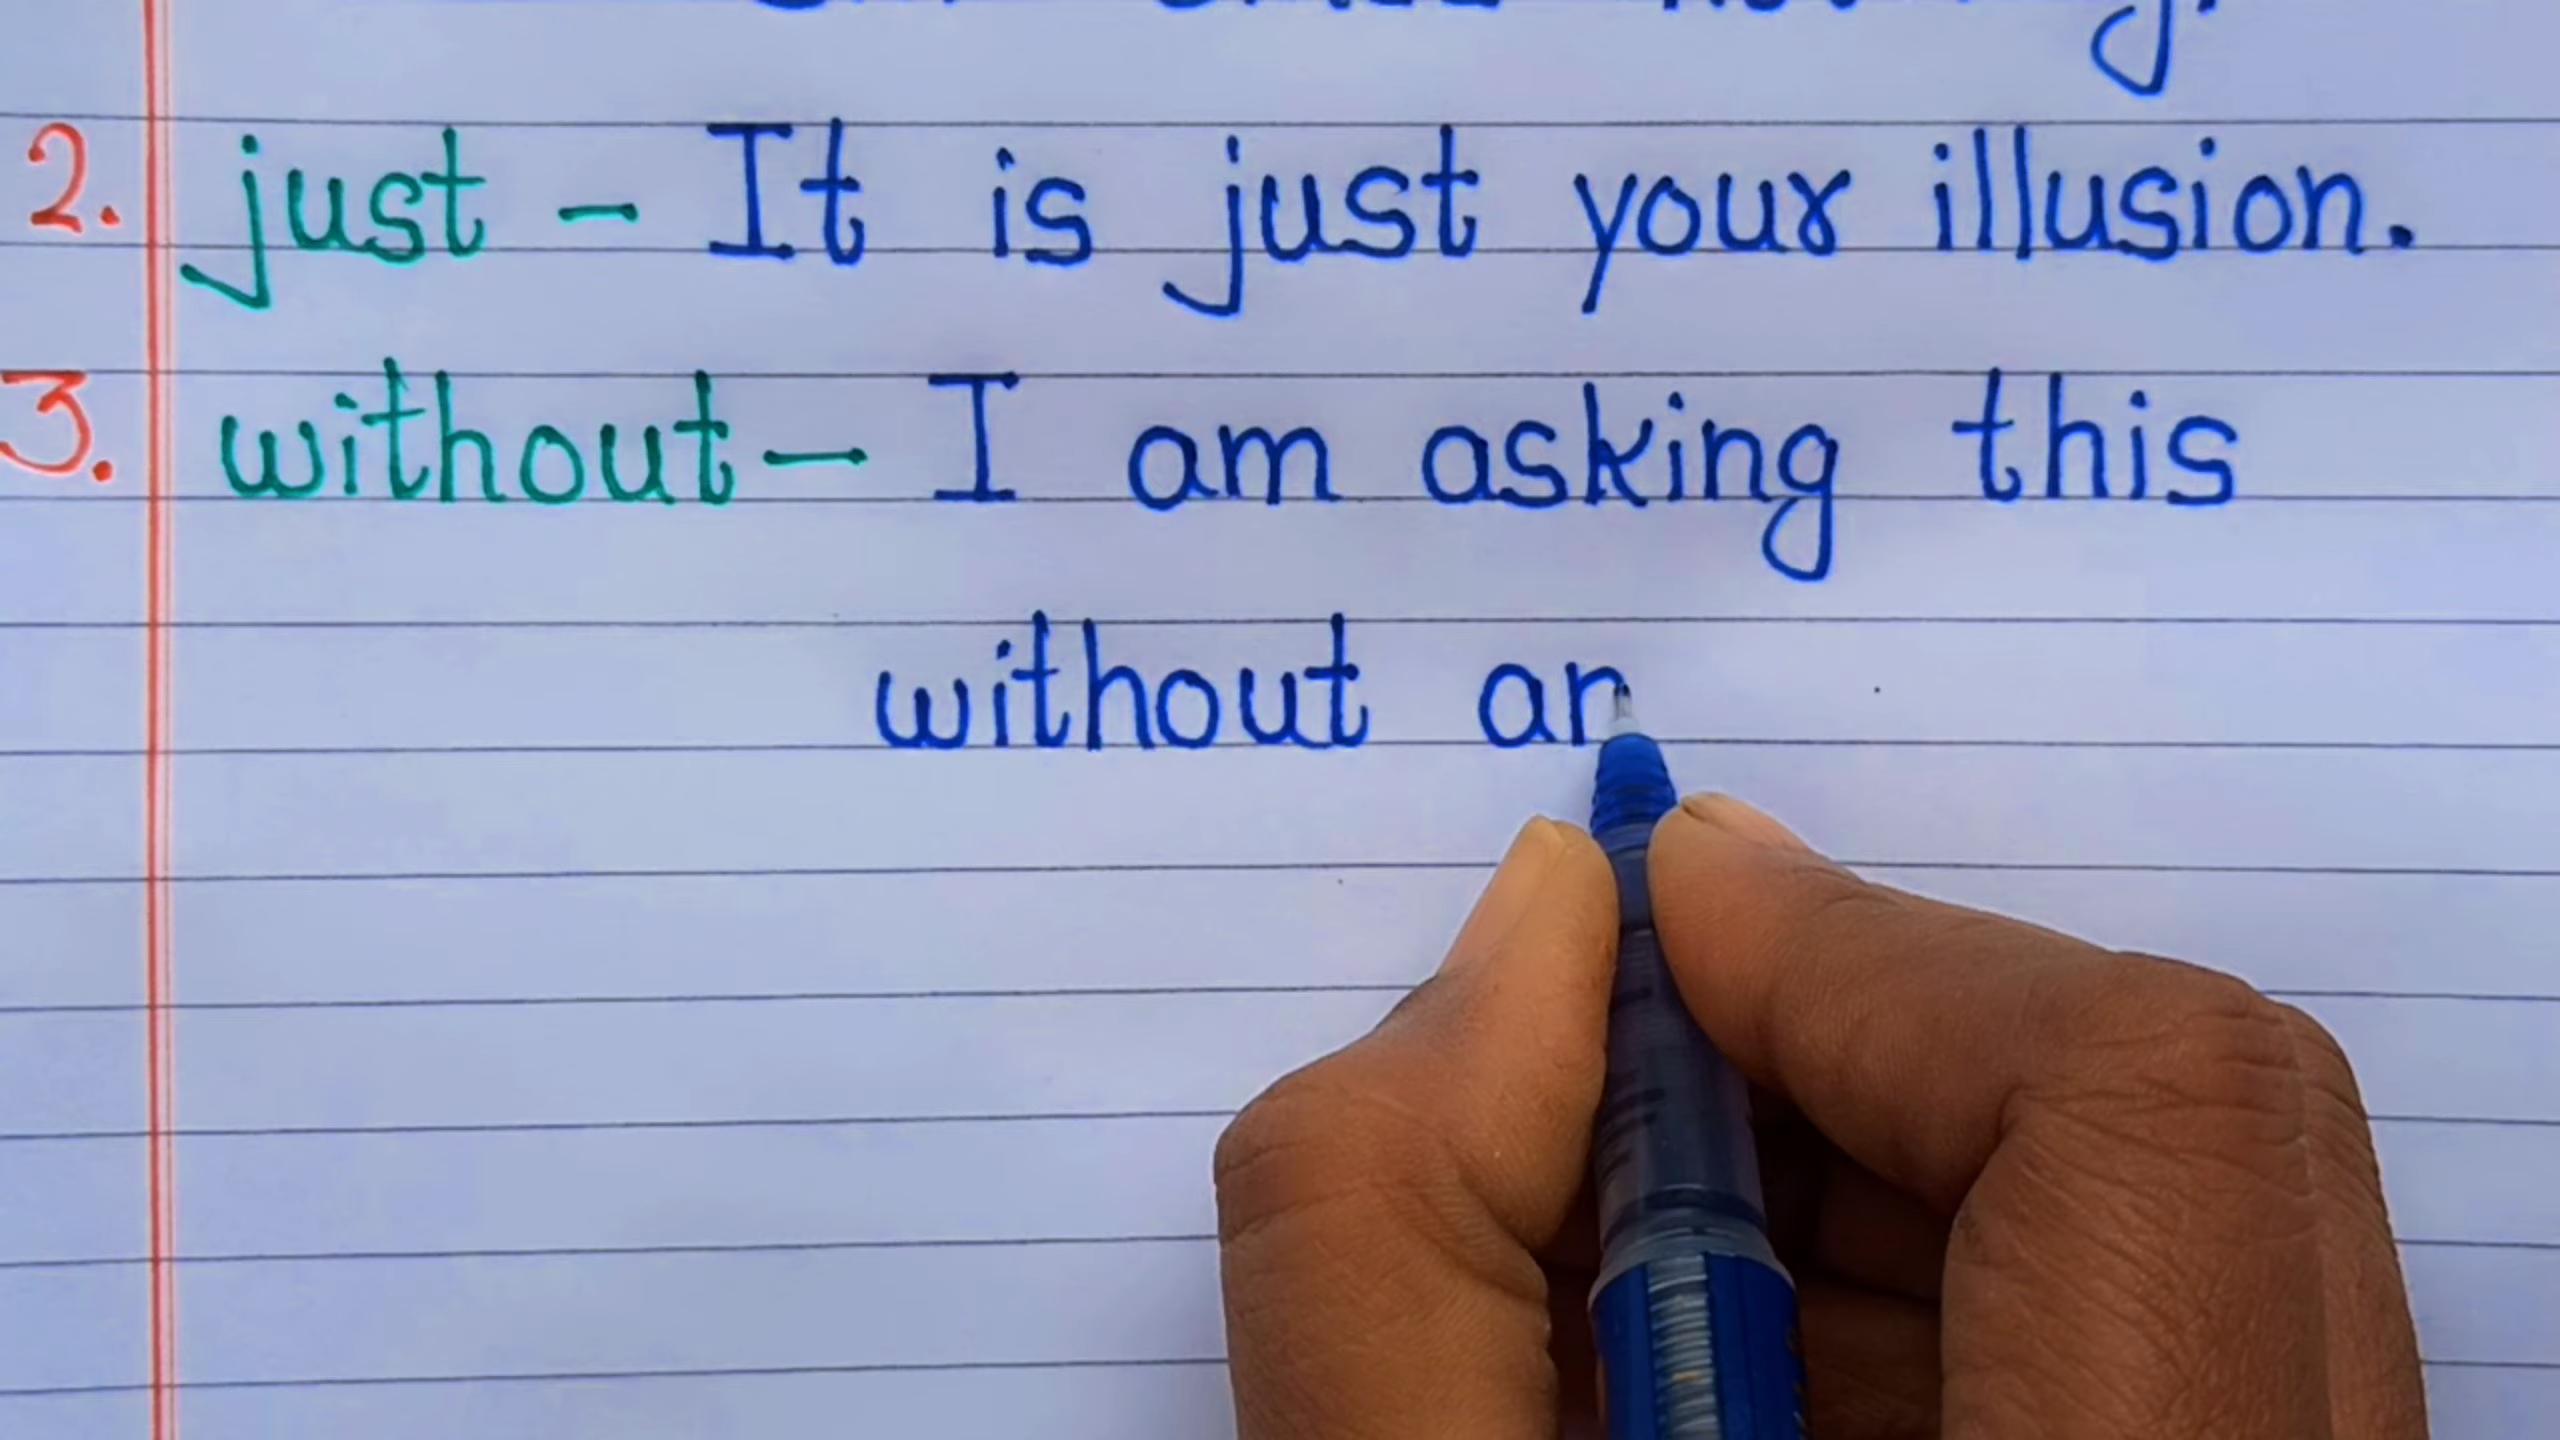 2. just - It is just your illusion.
3. without - I am asking this
without an